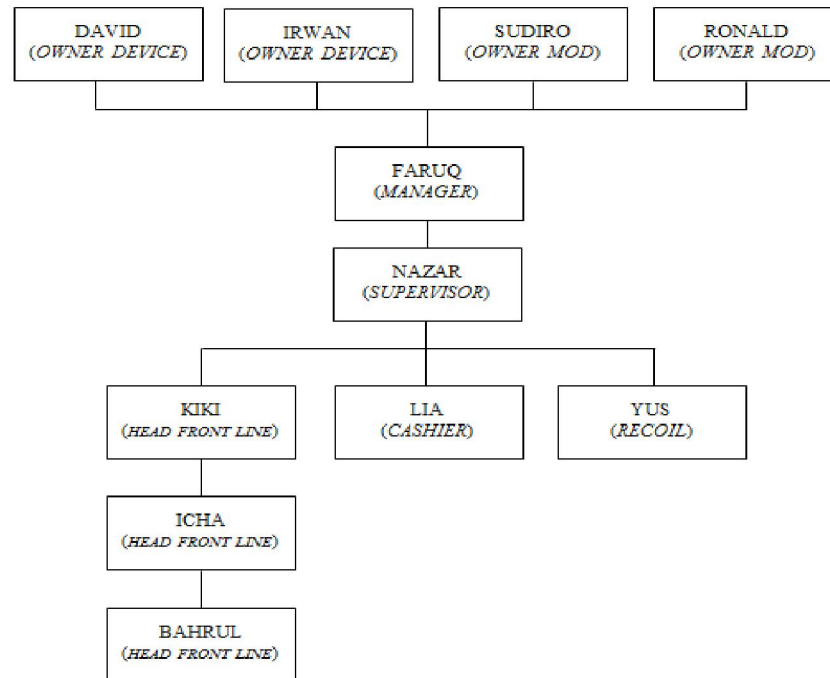 DAVID
(OWNER DEVICE)
IRWAN
(OWNER DEVICE)
SUDIRO
(OWNER MOD)
RONALD
(OWNER MOD)
FARUQ
(MANAGER)
NAZAR
(SUPERVISOR)
KIKI
(HEAD FRONT LINE)
LIA
(CASHIER)
YUS
(RECOIL)
ICHA
(HEAD FRONT LINE)
BAHRUL
(HEAD FRONT LINE)